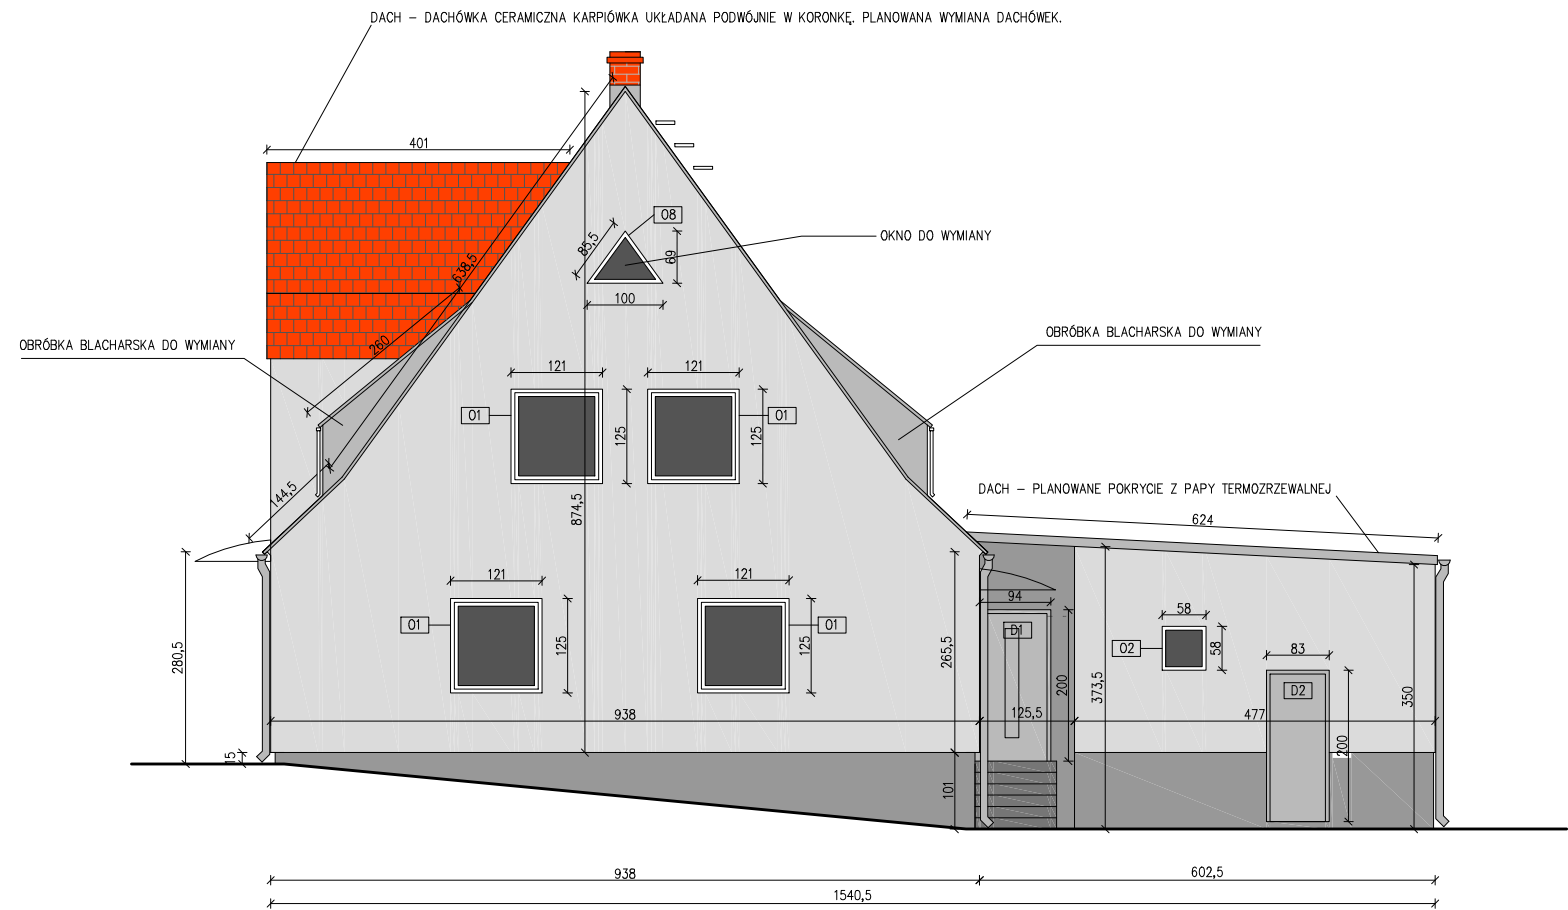 DACH – DACHÓWKA CERAMICZNA KARPIÓWKA UKŁADANA PODWÓJNIE W KORONKĘ. PLANOWANA WYMIANA DACHÓWEK.
401
O8
85,5
69
OKNO DO WYMIANY
638,5
100
260
OBRÓBKA BLACHARSKA DO WYMIANY
OBRÓBKA BLACHARSKA DO WYMIANY
121
121
O1
125
125
O1
144,5
874,5
DACH – PLANOWANE POKRYCIE Z PAPY TERMOZRZEWALNEJ
624
121
121
O1
125
125
O1
280,5
265,5
94
D1
200
373,5
58
O2
58
83
D2
350
938
125,5
477
200
15
101
938
602,5
1540,5